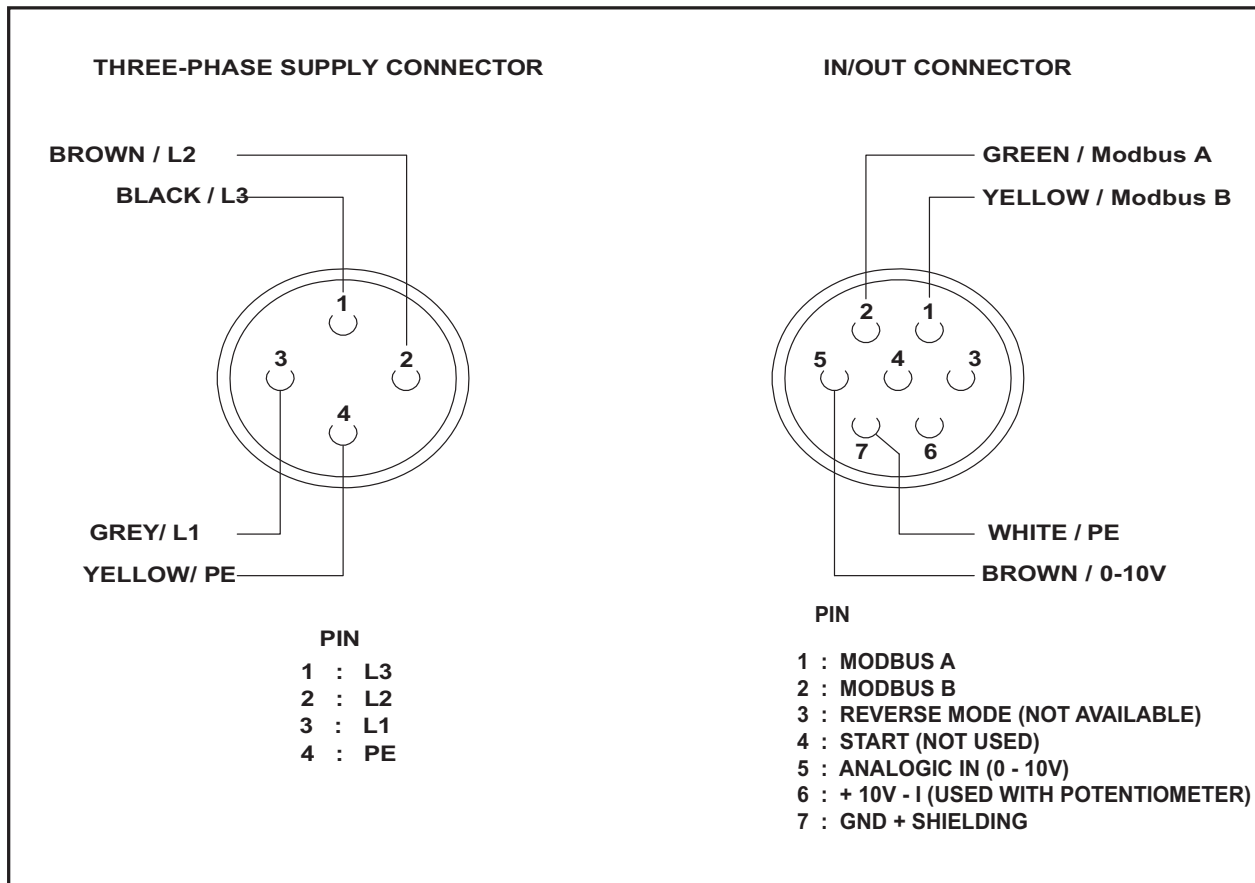 THREE-PHASE SUPPLY CONNECTOR
BROWN / L2
BLACK / L3
1
3
2
4
GREY/ L1
YELLOW/ PE
PIN
1 : L3
2 : L2
3 : L1
4 : PE
IN/OUT CONNECTOR
GREEN / Modbus A
YELLOW / Modbus B
2 1
5 4 3
7 6
WHITE / PE
BROWN / 0-10V
PIN
1 : MODBUS A
2 : MODBUS B
3 : REVERSE MODE (NOT AVAILABLE)
4 : START (NOT USED)
5 : ANALOGIC IN (0 - 10V)
6 : + 10V - I (USED WITH POTENTIOMETER)
7 : GND + SHIELDING